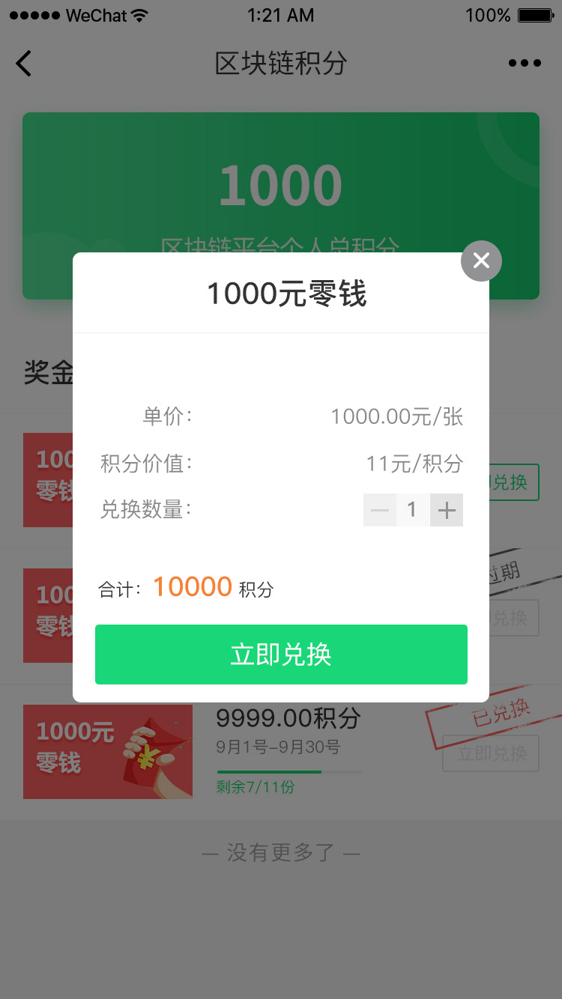 WeChat 1:21 AM 100%
区块链积分
1000
区块链平台个人总积分
1000元零钱
奖金
单价: 1000.00元/张
积分价值: 11元/积分
兑换数量: 1
合计: 10000 积分
立即兑换
100
零钱
兑换
100
零钱
过期
兑换
1000元
零钱
9999.00积分
9月1号-9月30号
剩余7/11份
已兑换
立即兑换
— 没有更多了 —